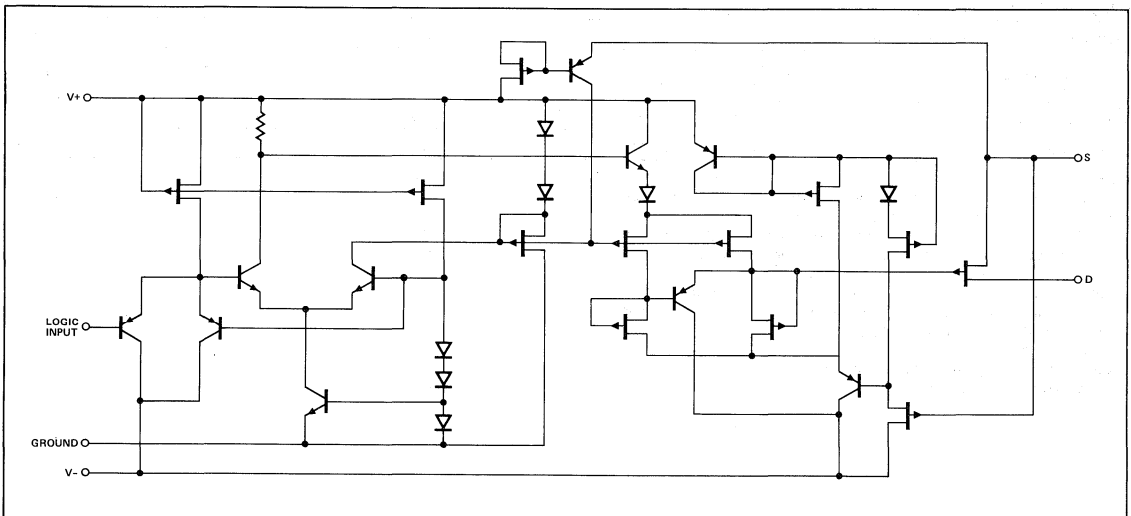 V+
S
D
LOGIC
INPUT
GROUND
V-